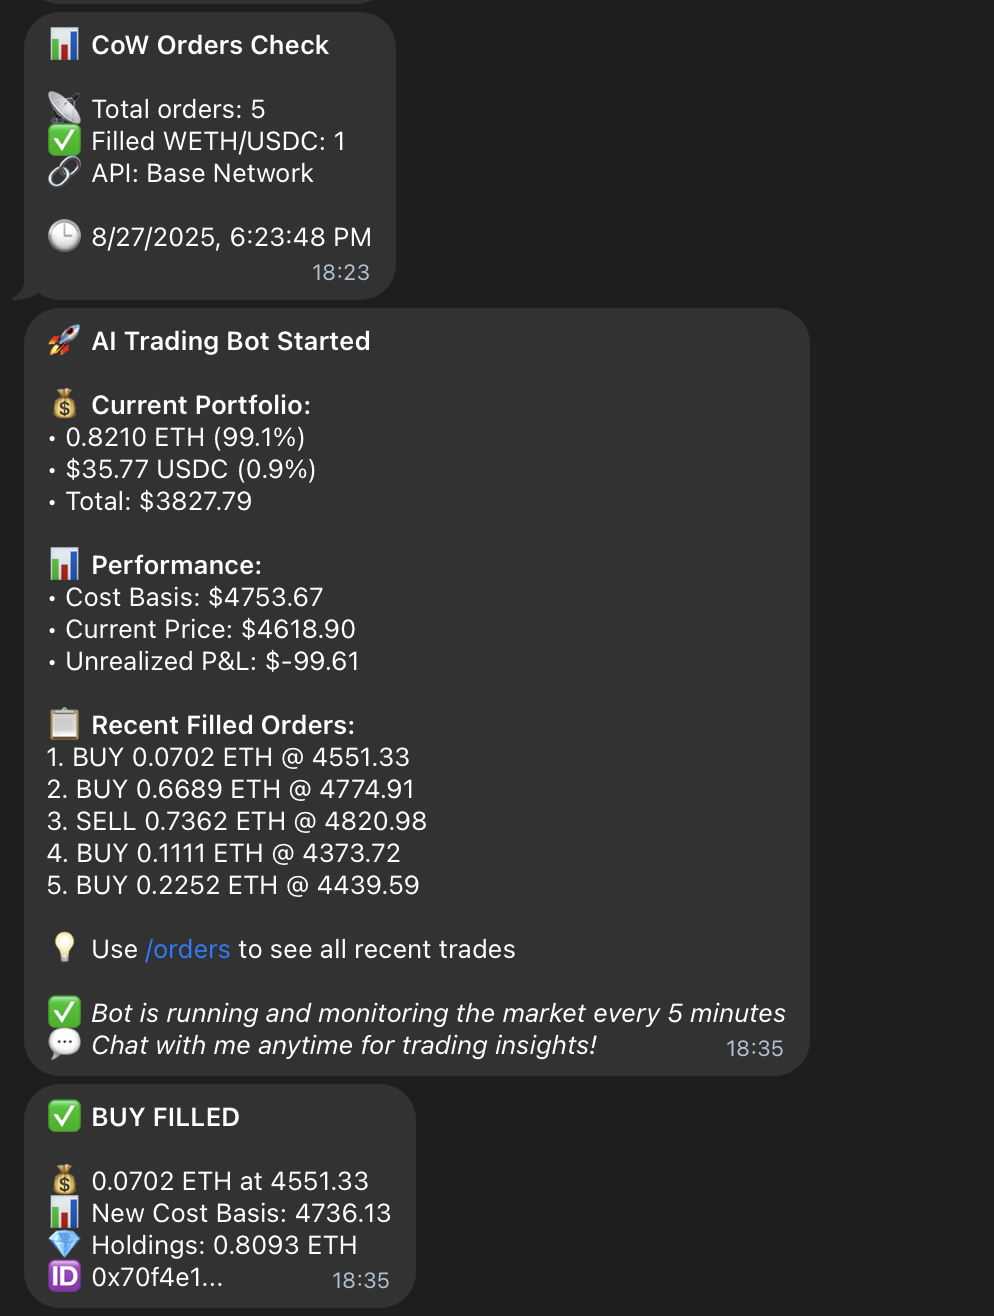 📊 CoW Orders Check
📡 Total orders: 5
✅ Filled WETH/USDC: 1
🔗 API: Base Network
🕒 8/27/2025, 6:23:48 PM
18:23
🚀 AI Trading Bot Started
💰 Current Portfolio:
• 0.8210 ETH (99.1%)
• $35.77 USDC (0.9%)
• Total: $3827.79
📊 Performance:
• Cost Basis: $4753.67
• Current Price: $4618.90
• Unrealized P&L: $-99.61
📋 Recent Filled Orders:
1. BUY 0.0702 ETH @ 4551.33
2. BUY 0.6689 ETH @ 4774.91
3. SELL 0.7362 ETH @ 4820.98
4. BUY 0.1111 ETH @ 4373.72
5. BUY 0.2252 ETH @ 4439.59
💡 Use /orders to see all recent trades
✅ Bot is running and monitoring the market every 5 minutes
💬 Chat with me anytime for trading insights!
18:35
✅ BUY FILLED
💰 0.0702 ETH at 4551.33
📊 New Cost Basis: 4736.13
💎 Holdings: 0.8093 ETH
🆔 0x70f4e1...
18:35